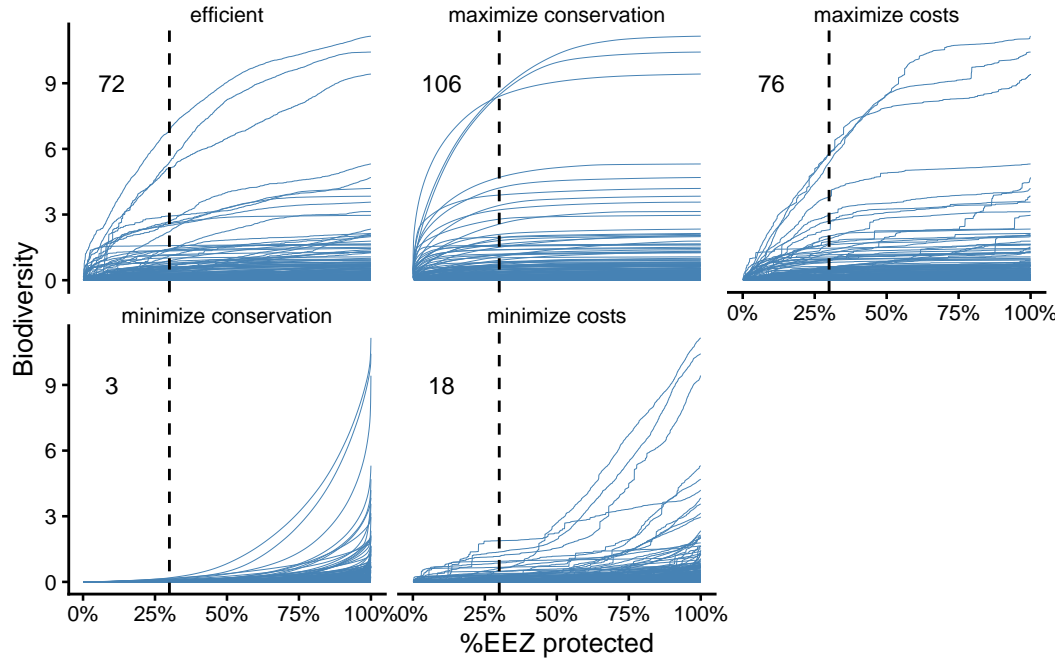 efficient
maximize conservation
maximize costs
9
6
3
0
72
106
76
0% 25% 50% 75% 100%
minimize conservation
minimize costs
9
6
3
0
3
18
0% 25% 50% 75% 100%
0% 25% 50% 75% 100%
Biodiversity
%EEZ protected